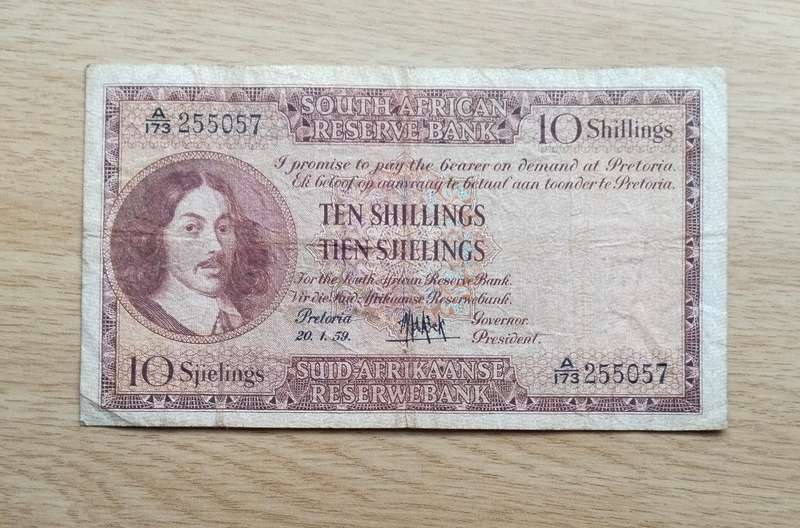 SOUTH AFRICAN
RESERVE BANK
A/173 255057
10 Shillings
I promise to pay the bearer on demand at Pretoria.
Ek beloof op aanvraag te betaal aan toonder te Pretoria.
TEN SHILLINGS
TIEN SJIELINGS
For the South African Reserve Bank.
Vir die Suid-Afrikaanse Reserwebank.
Pretoria
Governor.
20.1.59.
President.
10 Sjielings
SUID-AFRIKAANSE
RESERWEBANK
A/173 255057